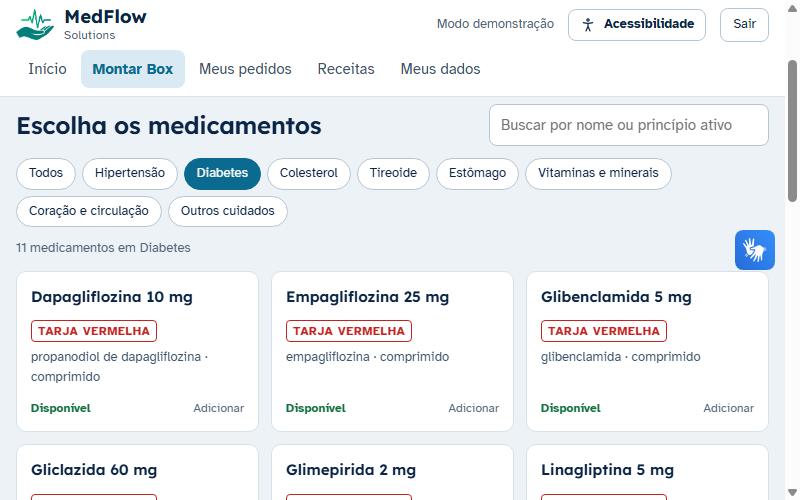 MedFlow
Solutions
Modo demonstração
Acessibilidade
Sair
Início
Montar Box
Meus pedidos
Receitas
Meus dados
Escolha os medicamentos
Buscar por nome ou princípio ativo
Todos
Hipertensão
Diabetes
Colesterol
Tireoide
Estômago
Vitaminas e minerais
Coração e circulação
Outros cuidados
11 medicamentos em Diabetes
Dapagliflozina 10 mg
TARJA VERMELHA
propanodiol de dapagliflozina ·
comprimido
Disponível
Adicionar
Empagliflozina 25 mg
TARJA VERMELHA
empagliflozina · comprimido
Disponível
Adicionar
Glibenclamida 5 mg
TARJA VERMELHA
glibenclamida · comprimido
Disponível
Adicionar
Gliclazida 60 mg
Glimepirida 2 mg
Linagliptina 5 mg